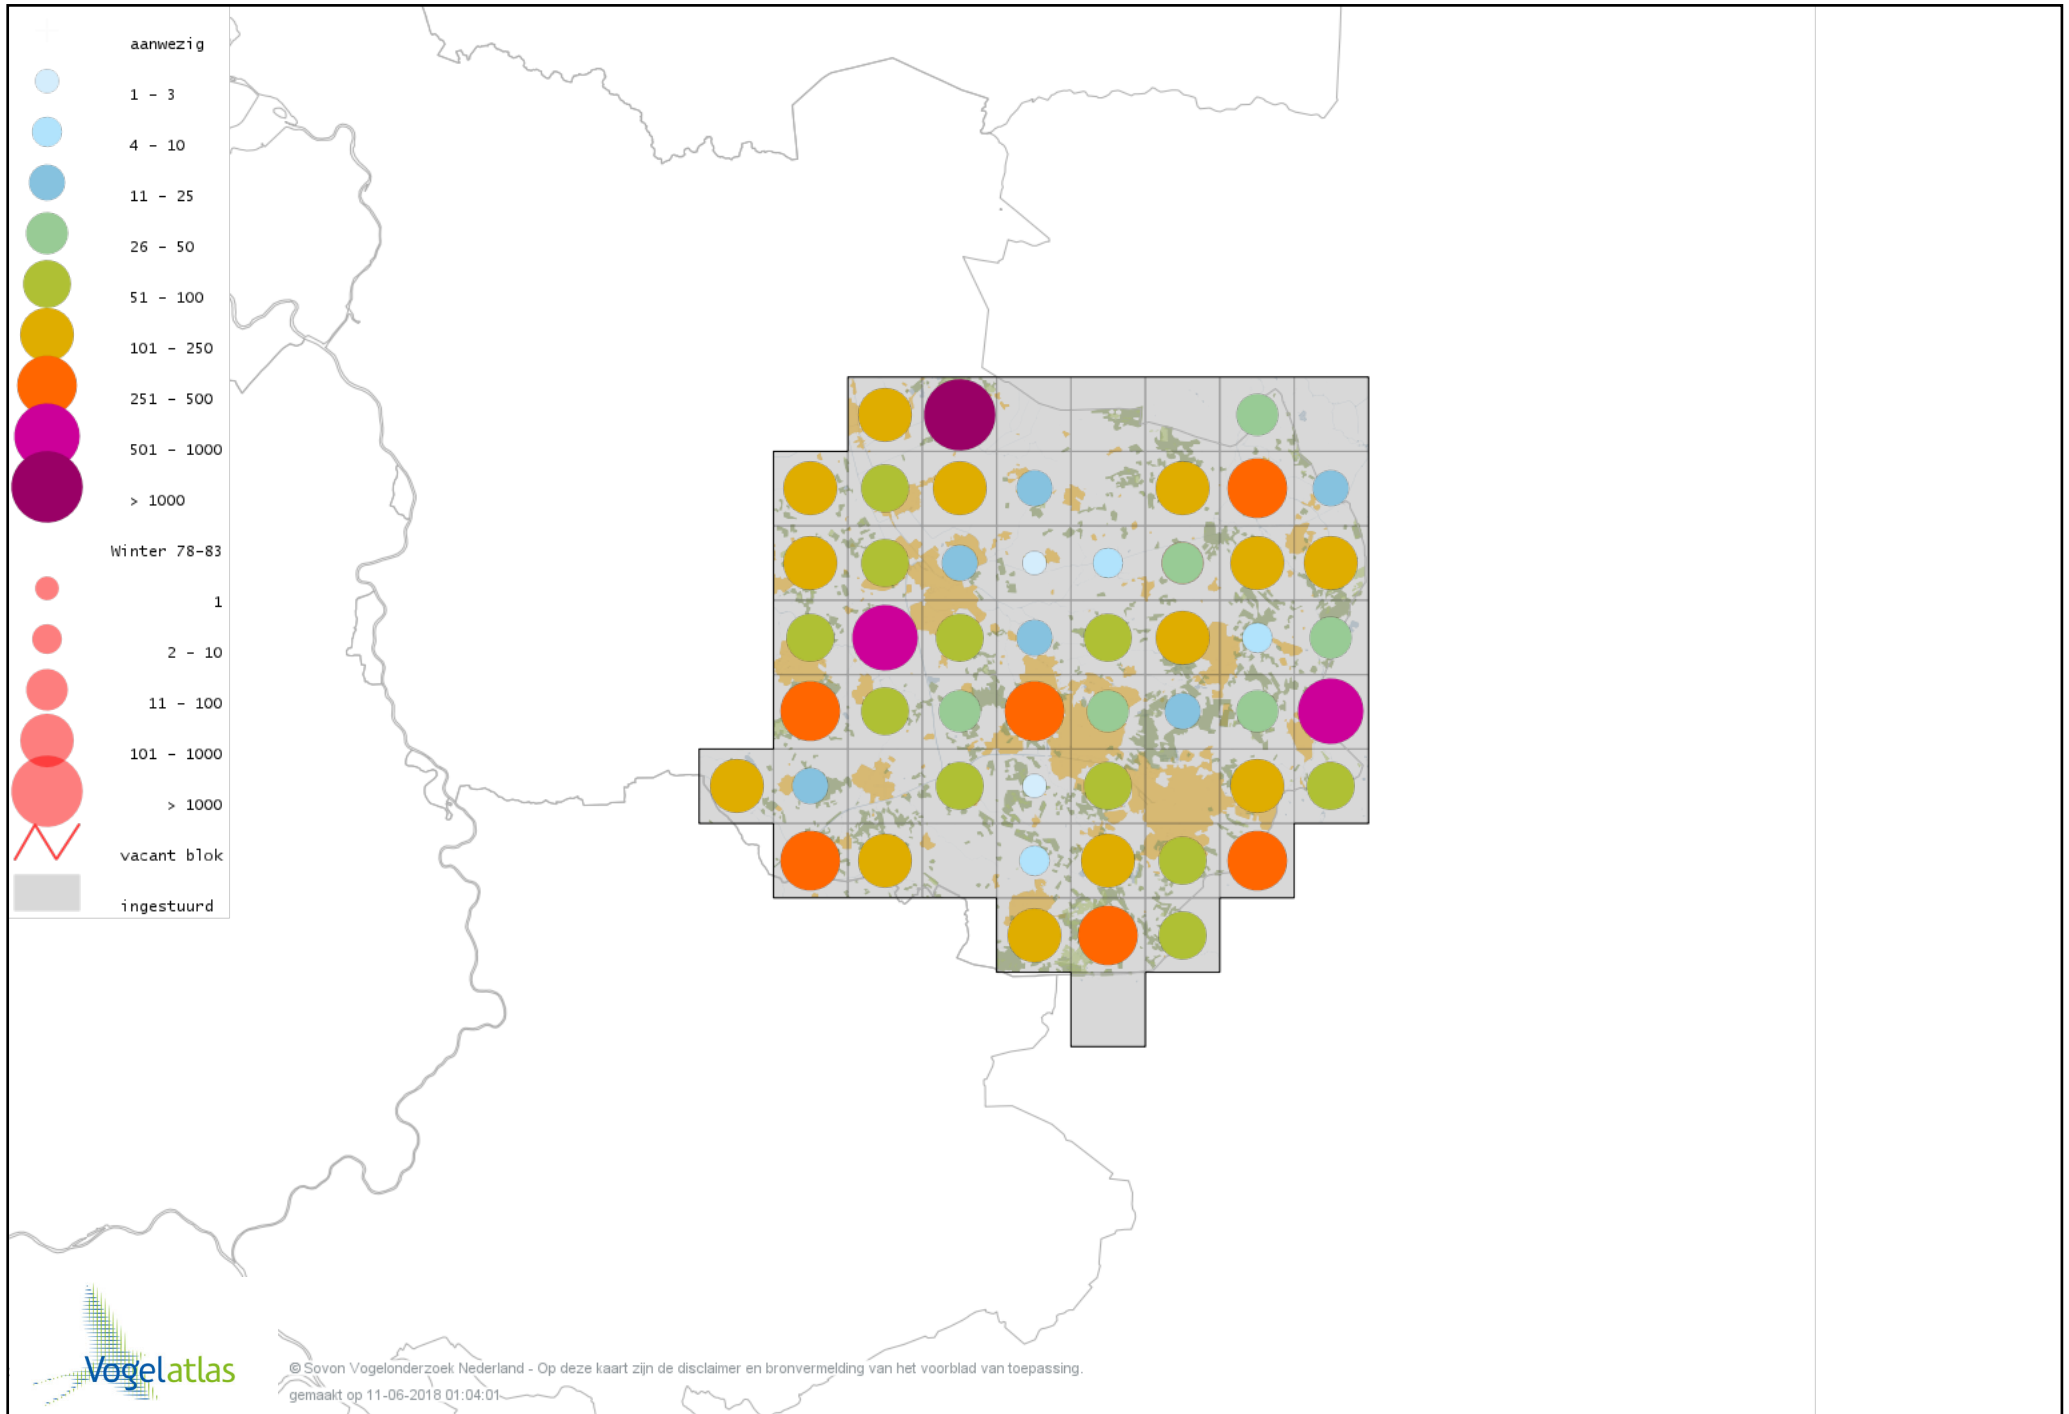 aanwezig
1 - 3
4 - 10
11 - 25
26 - 50
51 - 100
101 - 250
251 - 500
501 - 1000
> 1000
Winter 78-83
1
2 - 10
11 - 100
101 - 1000
> 1000
vacant blok
ingestuurd
Vogelatlas
© Sovon Vogelonderzoek Nederland - Op deze kaart zijn de disclaimer en bronvermelding van het voorblad van toepassing.
gemaakt op 11-06-2018 01:04:01